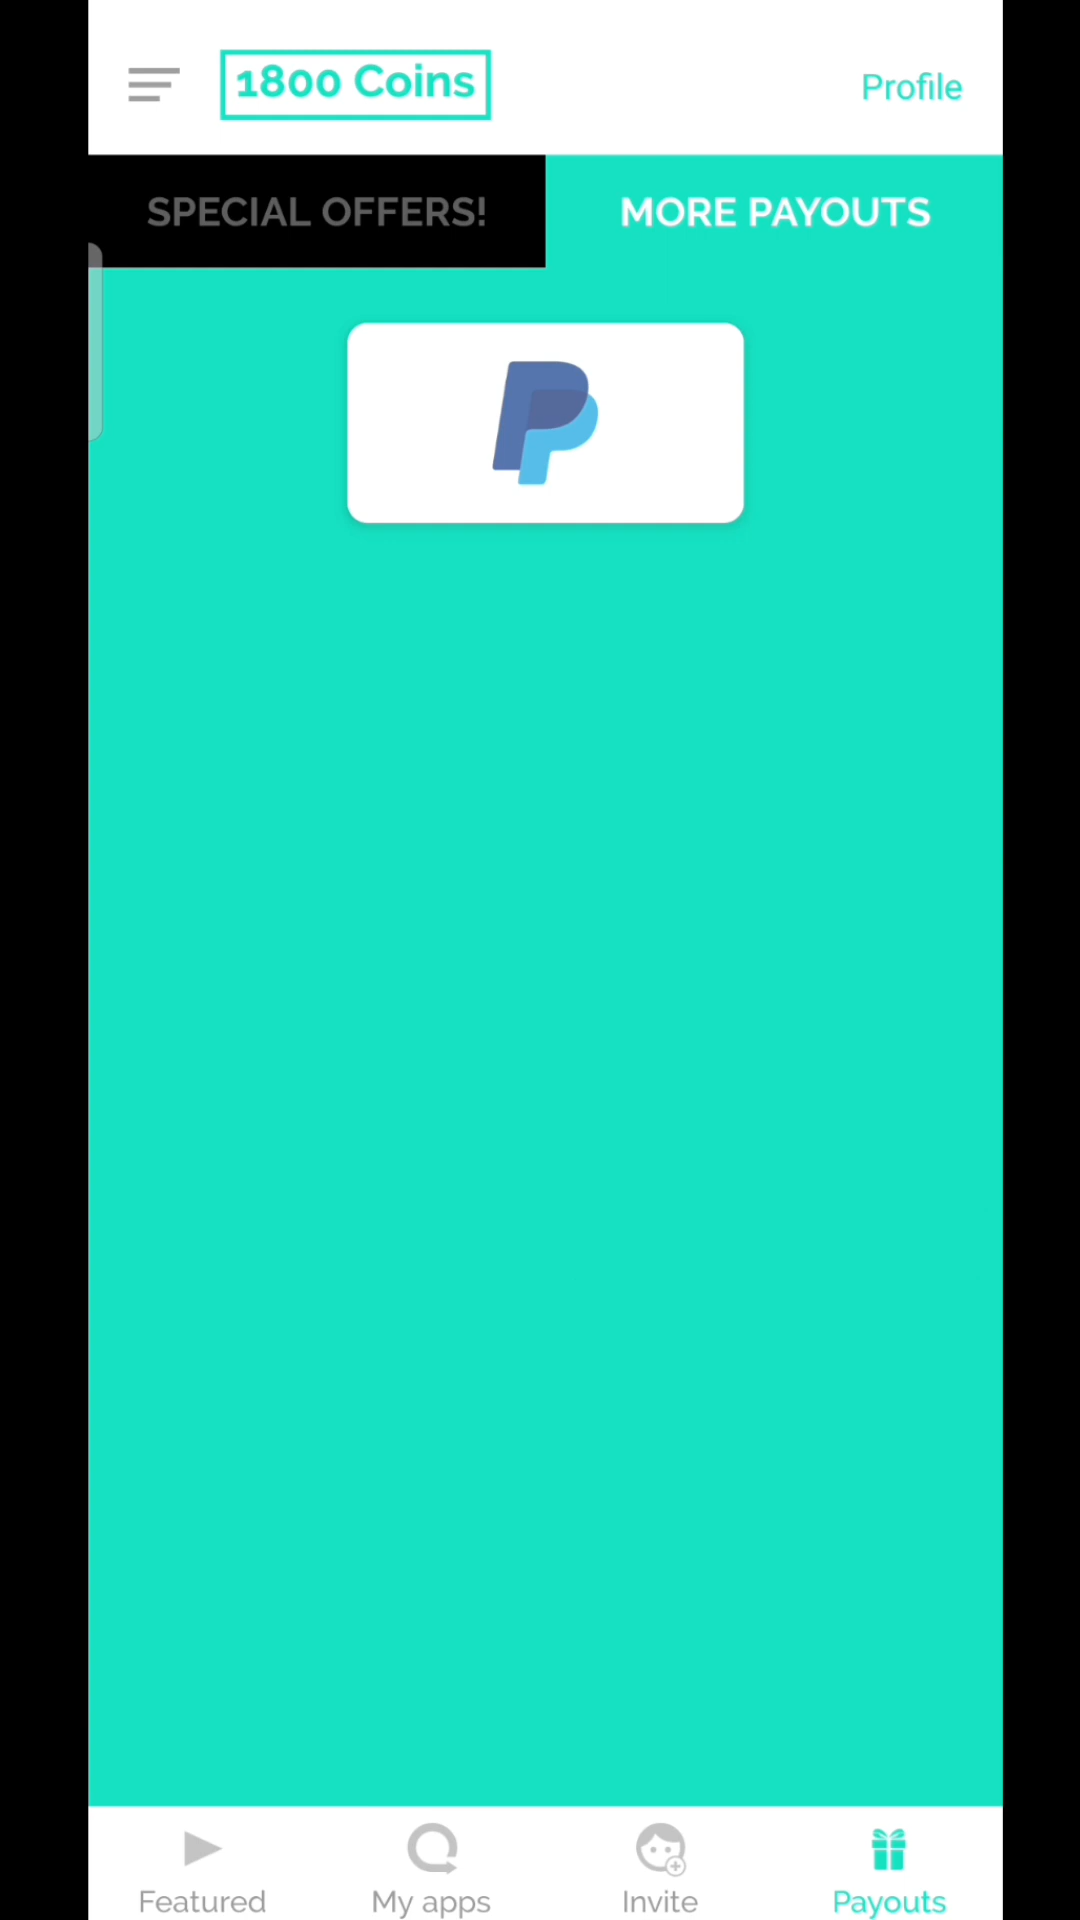 1800 Coins
Profile
SPECIAL OFFERS!
MORE PAYOUTS
Featured
My apps
Invite
Payouts